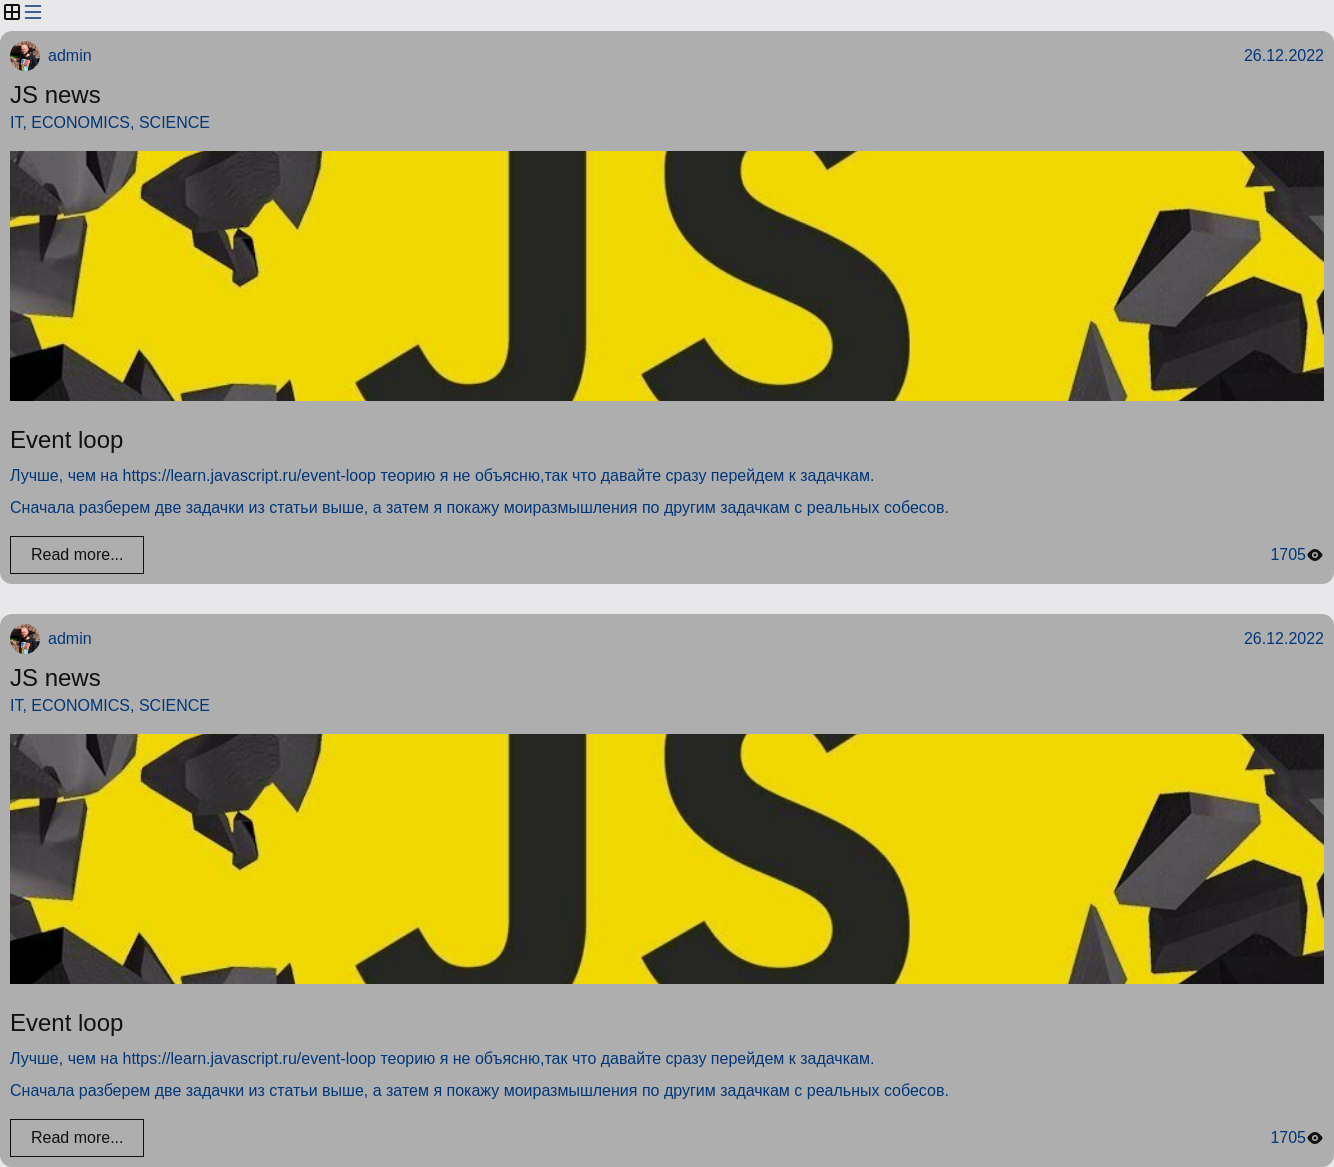 admin 26.12.2022
JS news
IT, ECONOMICS, SCIENCE
JS
Event loop
Лучше, чем на https://learn.javascript.ru/event-loop теорию я не объясню,так что давайте сразу перейдем к задачкам.
Сначала разберем две задачки из статьи выше, а затем я покажу моиразмышления по другим задачкам с реальных собесов.
Read more... 1705
admin 26.12.2022
JS news
IT, ECONOMICS, SCIENCE
JS
Event loop
Лучше, чем на https://learn.javascript.ru/event-loop теорию я не объясню,так что давайте сразу перейдем к задачкам.
Сначала разберем две задачки из статьи выше, а затем я покажу моиразмышления по другим задачкам с реальных собесов.
Read more... 1705